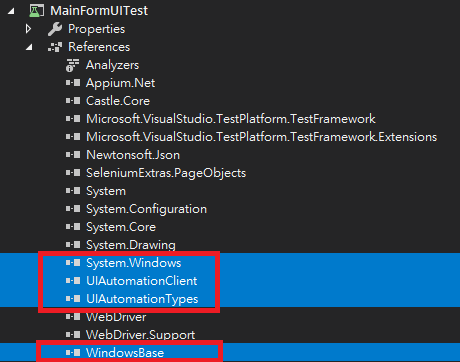 MainFormUITest
Properties
References
Analyzers
Appium.Net
Castle.Core
Microsoft.VisualStudio.TestPlatform.TestFramework
Microsoft.VisualStudio.TestPlatform.TestFramework.Extensions
Newtonsoft.Json
SeleniumExtras.PageObjects
System
System.Configuration
System.Core
System.Drawing
System.Windows
UIAutomationClient
UIAutomationTypes
WebDriver
WebDriver.Support
WindowsBase